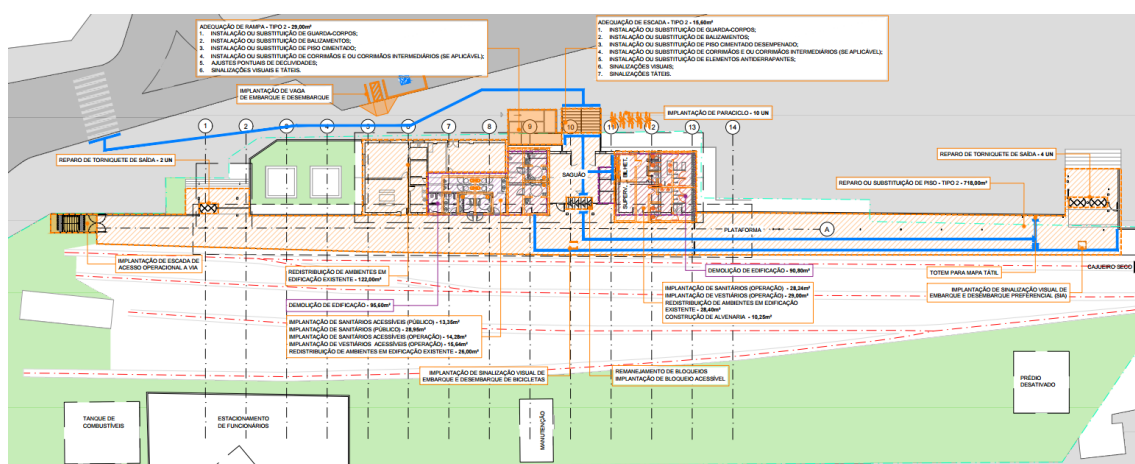 ADEQUAÇÃO DE RAMPA - TIPO 2 - 29,00m²
1. INSTALAÇÃO OU SUBSTITUIÇÃO DE GUARDA-CORPOS;
2. INSTALAÇÃO OU SUBSTITUIÇÃO DE BALIZAMENTOS;
3. INSTALAÇÃO OU SUBSTITUIÇÃO DE PISO CIMENTADO;
4. INSTALAÇÃO OU SUBSTITUIÇÃO DE CORRIMÃOS E OU CORRIMÃOS INTERMEDIÁRIOS (SE APLICÁVEL);
5. AJUSTES PONTUAIS DE DECLIVIDADES;
6. SINALIZAÇÕES VISUAIS E TÁTEIS.
ADEQUAÇÃO DE ESCADA - TIPO 2 - 15,60m²
1. INSTALAÇÃO OU SUBSTITUIÇÃO DE GUARDA-CORPOS;
2. INSTALAÇÃO OU SUBSTITUIÇÃO DE BALIZAMENTOS;
3. INSTALAÇÃO OU SUBSTITUIÇÃO DE PISO CIMENTADO DESEMPENADO;
4. INSTALAÇÃO OU SUBSTITUIÇÃO DE CORRIMÃOS E OU CORRIMÃOS INTERMEDIÁRIOS (SE APLICÁVEL);
5. INSTALAÇÃO OU SUBSTITUIÇÃO DE ELEMENTOS ANTIDERRAPANTES;
6. SINALIZAÇÕES VISUAIS;
7. SINALIZAÇÕES TÁTEIS.
IMPLANTAÇÃO DE VAGA
DE EMBARQUE E DESEMBARQUE
IMPLANTAÇÃO DE PARACICLO - 10 UN
1 2 3 4 5 6 7 8 9 10 11 12 13 14
REPARO DE TORNIQUETE DE SAÍDA - 2 UN
REPARO DE TORNIQUETE DE SAÍDA - 4 UN
SAGUÃO
SUPERV.
BILHET.
REPARO OU SUBSTITUIÇÃO DE PISO - TIPO 2 - 718,00m²
PLATAFORMA
A
IMPLANTAÇÃO DE ESCADA DE
ACESSO OPERACIONAL A VIA
REDISTRIBUIÇÃO DE AMBIENTES EM
EDIFICAÇÃO EXISTENTE - 122,00m²
DEMOLIÇÃO DE EDIFICAÇÃO - 90,80m²
TOTEM PARA MAPA TÁTIL
CAJUEIRO SECO
IMPLANTAÇÃO DE SINALIZAÇÃO VISUAL DE
EMBARQUE E DESEMBARQUE PREFERENCIAL (SIA)
DEMOLIÇÃO DE EDIFICAÇÃO - 95,60m²
IMPLANTAÇÃO DE SANITÁRIOS (OPERAÇÃO) - 28,24m²
IMPLANTAÇÃO DE VESTIÁRIOS (OPERAÇÃO) - 29,00m²
REDISTRIBUIÇÃO DE AMBIENTES EM EDIFICAÇÃO
EXISTENTE - 28,40m²
CONSTRUÇÃO DE ALVENARIA - 10,25m²
IMPLANTAÇÃO DE SANITÁRIOS ACESSÍVEIS (PÚBLICO) - 13,35m²
IMPLANTAÇÃO DE SANITÁRIOS (PÚBLICO) - 28,95m²
IMPLANTAÇÃO DE SANITÁRIOS ACESSÍVEIS (OPERAÇÃO) - 14,28m²
IMPLANTAÇÃO DE VESTIÁRIOS ACESSÍVEIS (OPERAÇÃO) - 15,64m²
REDISTRIBUIÇÃO DE AMBIENTES EM EDIFICAÇÃO EXISTENTE - 26,00m²
IMPLANTAÇÃO DE SINALIZAÇÃO VISUAL DE
EMBARQUE E DESEMBARQUE DE BICICLETAS
REMANEJAMENTO DE BLOQUEIOS
IMPLANTAÇÃO DE BLOQUEIO ACESSÍVEL
PRÉDIO
DESATIVADO
TANQUE DE
COMBUSTÍVEIS
ESTACIONAMENTO
DE FUNCIONÁRIOS
MANUTENÇÃO